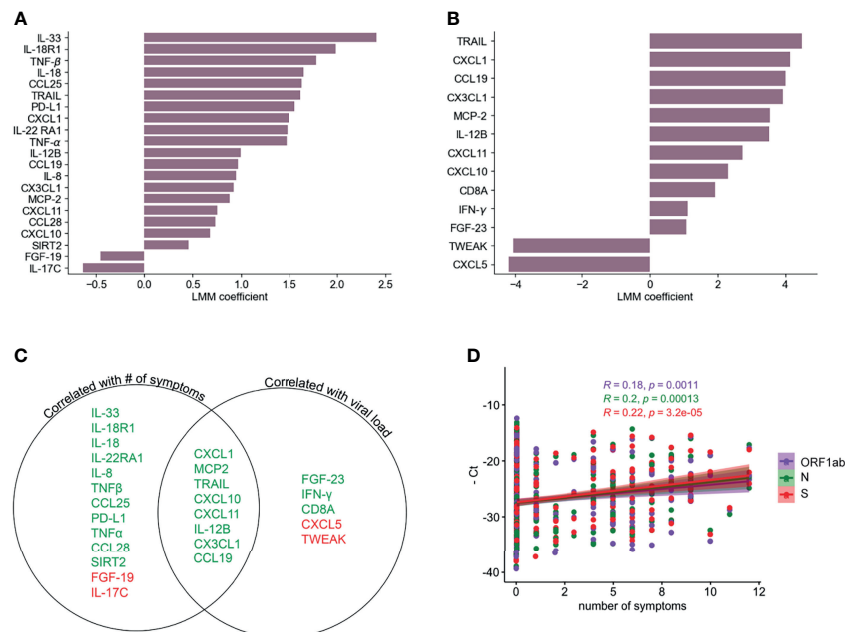 A
IL-33
IL-18R1
TNF-β
IL-18
CCL25
TRAIL
PD-L1
CXCL1
IL-22 RA1
TNF-α
IL-12B
CCL19
IL-8
CX3CL1
MCP-2
CXCL11
CCL28
CXCL10
SIRT2
FGF-19
IL-17C
−0.5 0.0 0.5 1.0 1.5 2.0 2.5
LMM coefficient
B
TRAIL
CXCL1
CCL19
CX3CL1
MCP-2
IL-12B
CXCL11
CXCL10
CD8A
IFN-γ
FGF-23
TWEAK
CXCL5
−4 −2 0 2 4
LMM coefficient
C
Correlated with # of symptoms
IL-33
IL-18R1
IL-18
IL-22RA1
IL-8
TNFβ
CCL25
PD-L1
TNFα
CCL28
SIRT2
FGF-19
IL-17C
CXCL1
MCP2
TRAIL
CXCL10
CXCL11
IL-12B
CX3CL1
CCL19
Correlated with viral load
FGF-23
IFN-γ
CD8A
CXCL5
TWEAK
D
R = 0.18, p = 0.0011
R = 0.2, p = 0.00013
R = 0.22, p = 3.2e-05
- Ct
-10
-20
-30
-40
0 2 5 8 10 12
number of symptoms
ORF1ab
N
S